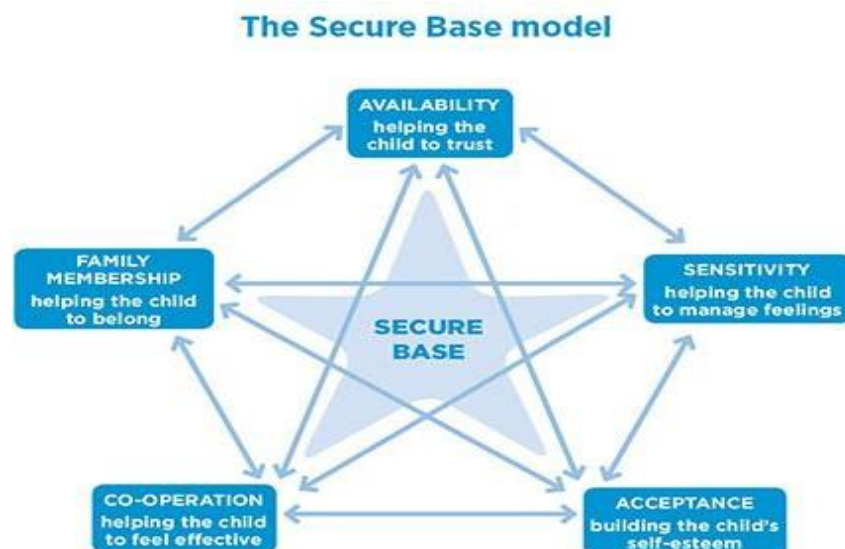 The Secure Base model
AVAILABILITY
helping the
child to trust
FAMILY
MEMBERSHIP
helping the child
to belong
SENSITIVITY
helping the child
to manage feelings
SECURE
BASE
CO-OPERATION
helping the child
to feel effective
ACCEPTANCE
building the child's
self-esteem